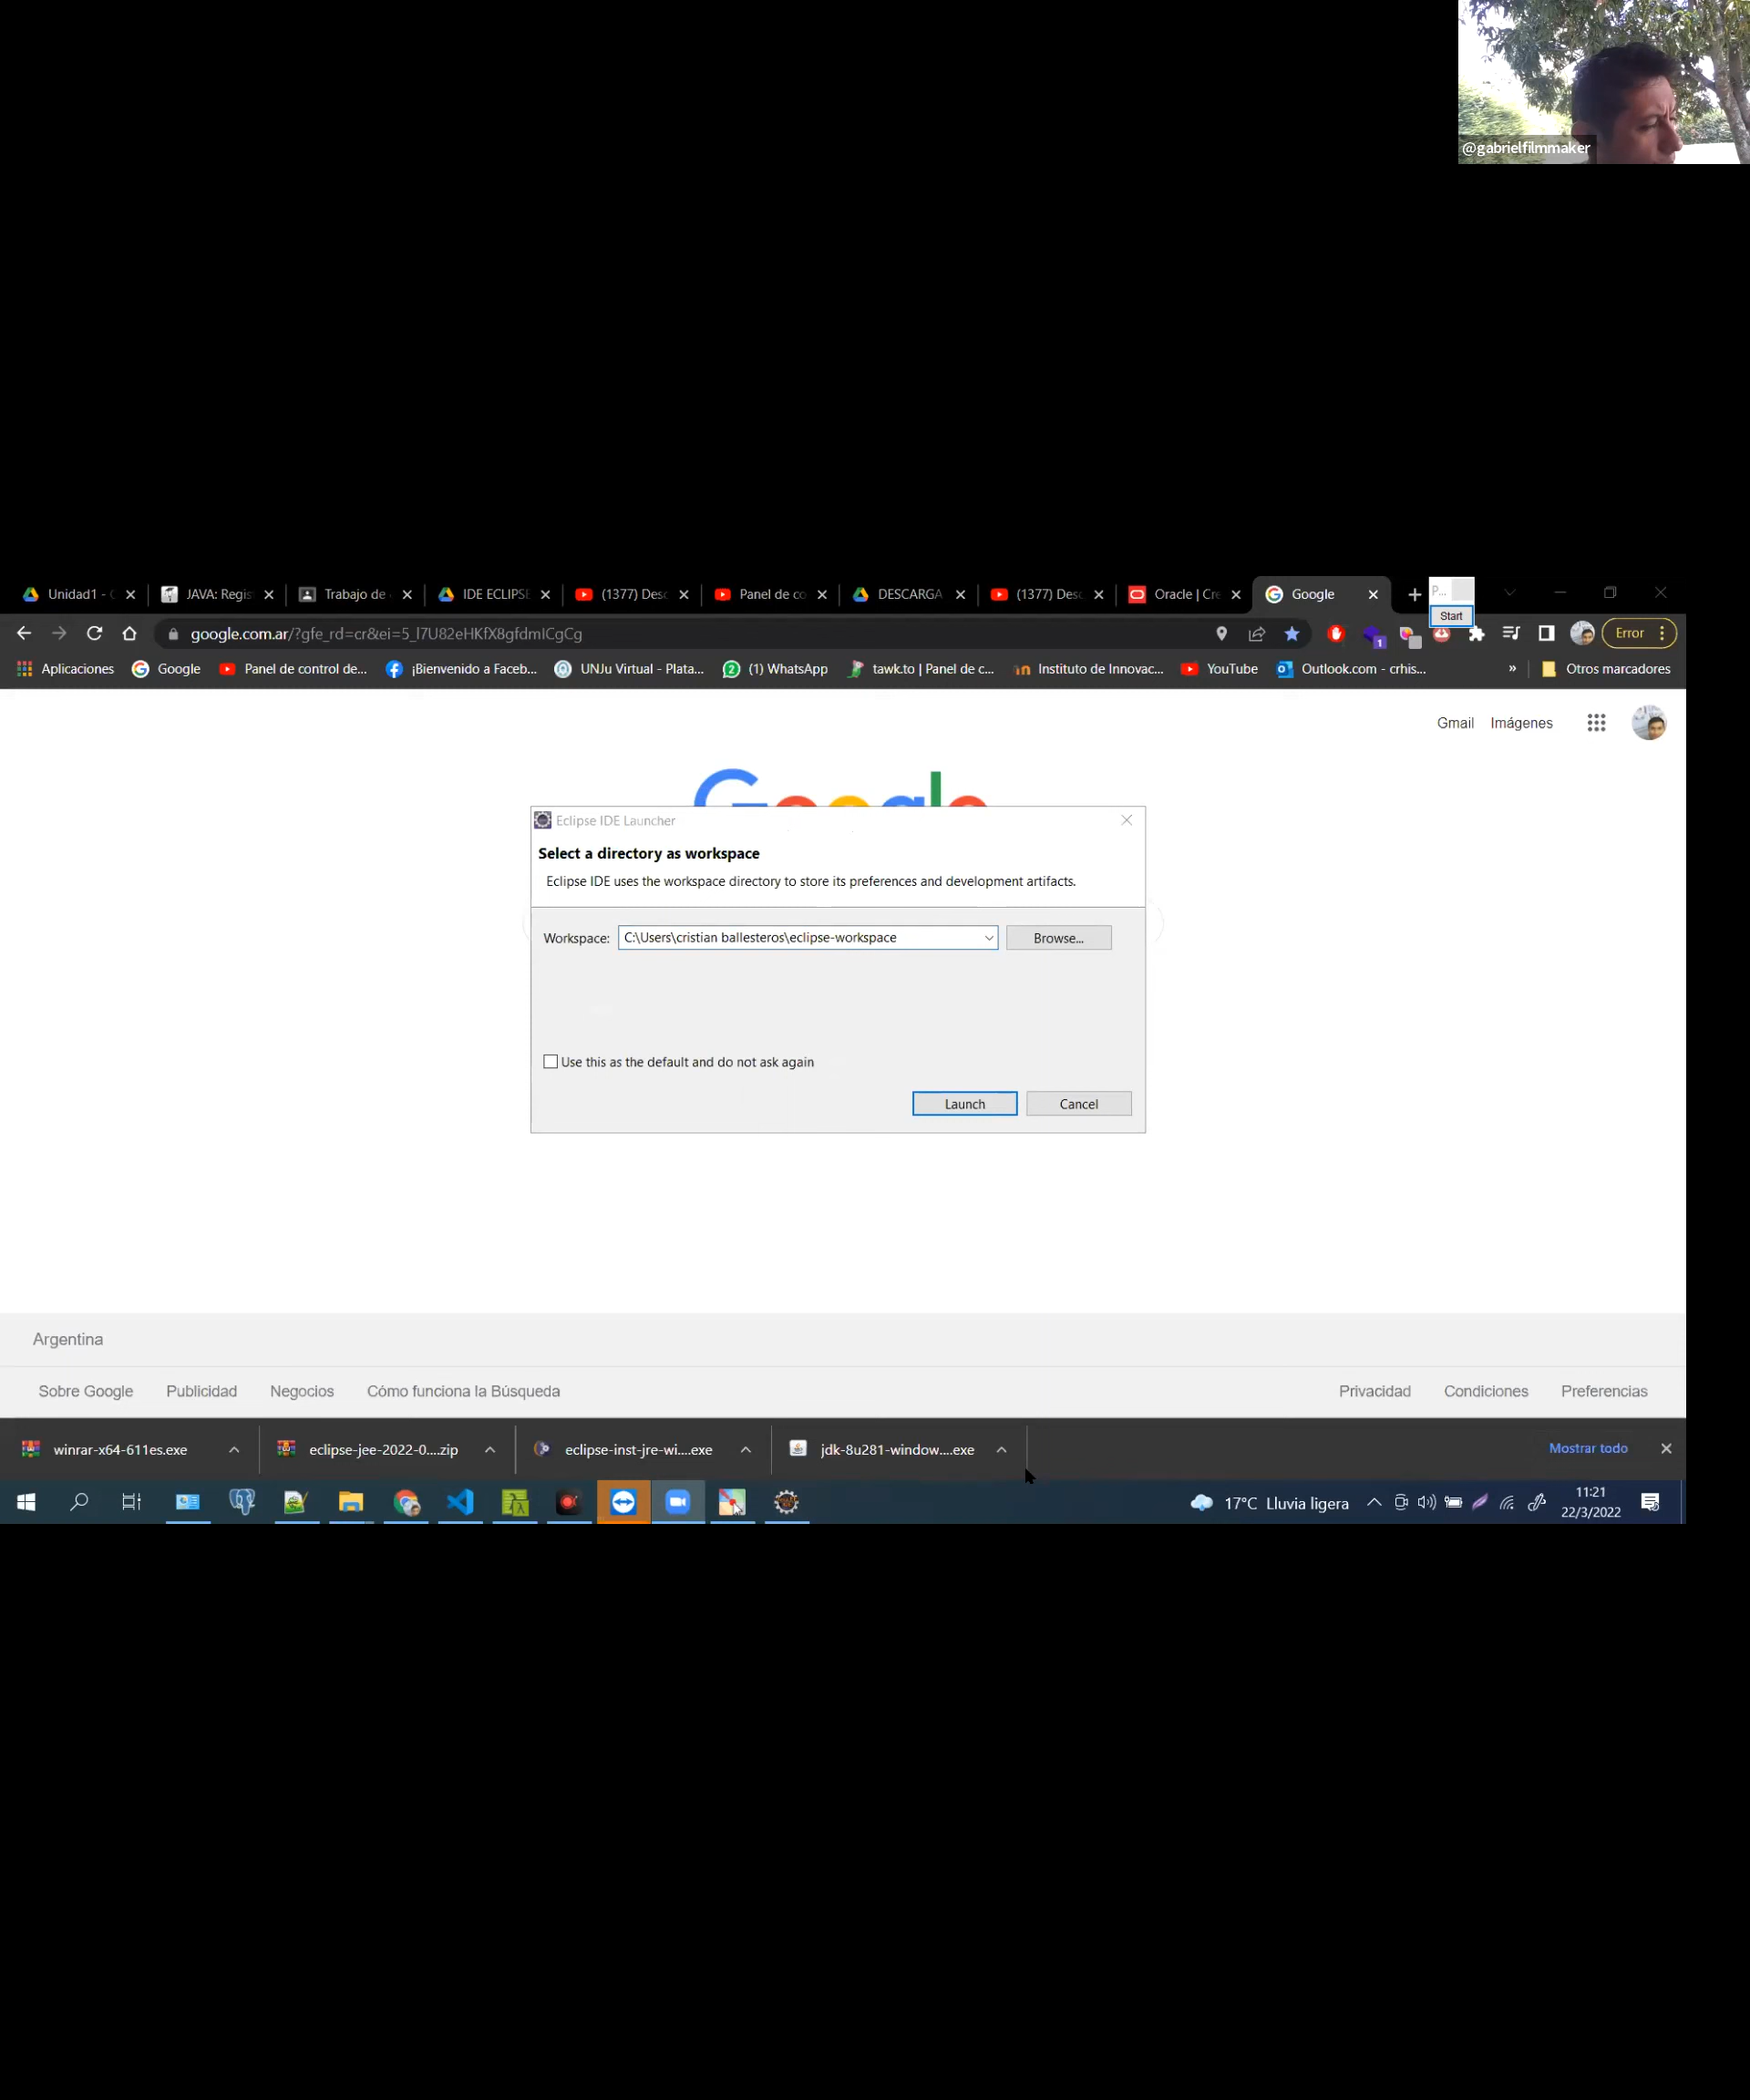 @gabrielfilmmaker
Unidad1 -
JAVA: Regis
Trabajo de
IDE ECLIPSE
(1377) Desc
Panel de co
DESCARGA
(1377) Desc
Oracle | Cre
Google
P...
Start
google.com.ar/?gfe_rd=cr&ei=5_l7U82eHKfX8gfdmICgCg
1
Error
Aplicaciones
Google
Panel de control de...
¡Bienvenido a Faceb...
UNJu Virtual - Plata...
(1) WhatsApp
tawk.to | Panel de c...
Instituto de Innovac...
YouTube
Outlook.com - crhis...
»
Otros marcadores
Gmail
Imágenes
Google
Eclipse IDE Launcher
Select a directory as workspace
Eclipse IDE uses the workspace directory to store its preferences and development artifacts.
Workspace:
C:\Users\cristian ballesteros\eclipse-workspace
Browse...
Use this as the default and do not ask again
Launch
Cancel
Argentina
Sobre Google
Publicidad
Negocios
Cómo funciona la Búsqueda
Privacidad
Condiciones
Preferencias
winrar-x64-611es.exe
eclipse-jee-2022-0....zip
eclipse-inst-jre-wi....exe
jdk-8u281-window....exe
Mostrar todo
17°C Lluvia ligera
11:21
22/3/2022